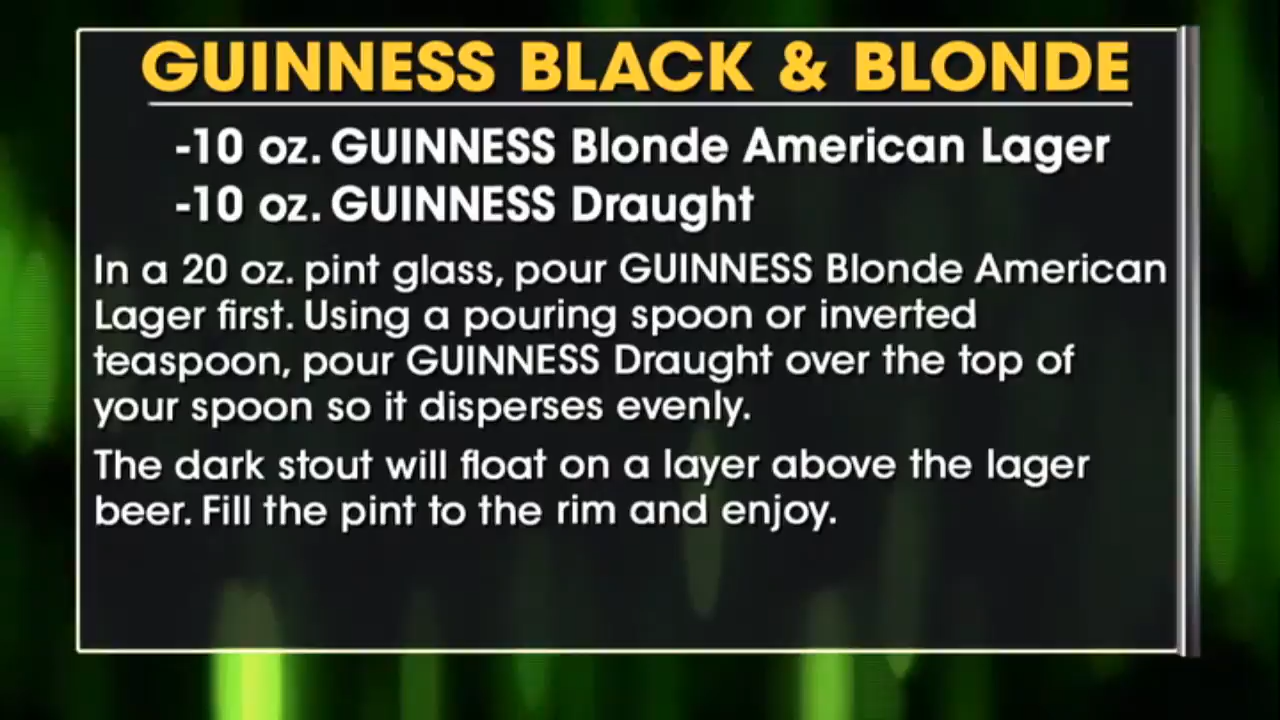 GUINNESS BLACK & BLONDE
-10 oz. GUINNESS Blonde American Lager
-10 oz. GUINNESS Draught
In a 20 oz. pint glass, pour GUINNESS Blonde American
Lager first. Using a pouring spoon or inverted
teaspoon, pour GUINNESS Draught over the top of
your spoon so it disperses evenly.
The dark stout will float on a layer above the lager
beer. Fill the pint to the rim and enjoy.